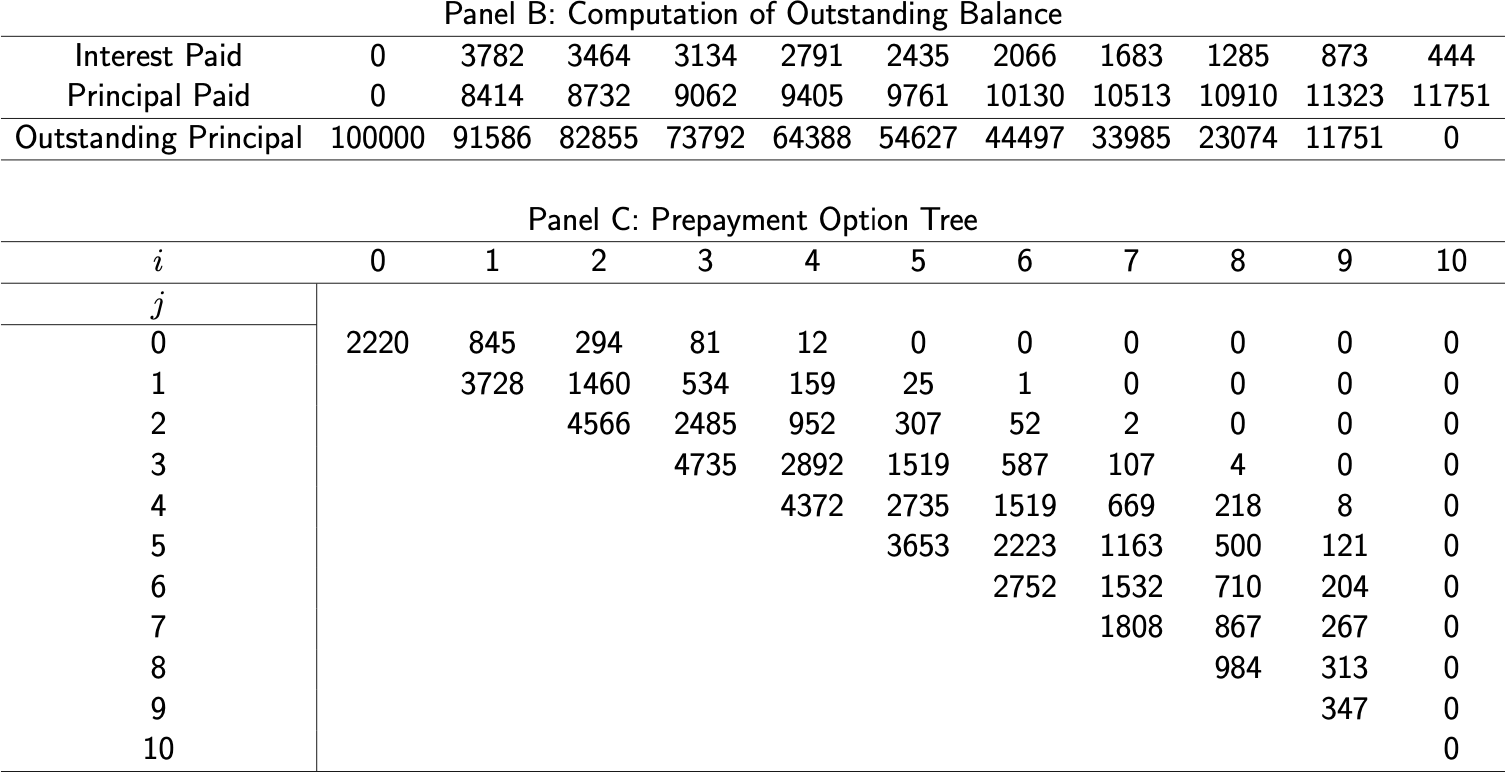 Panel B: Computation of Outstanding Balance
Interest Paid 0 3782 3464 3134 2791 2435 2066 1683 1285 873 444
Principal Paid 0 8414 8732 9062 9405 9761 10130 10513 10910 11323 11751
Outstanding Principal 100000 91586 82855 73792 64388 54627 44497 33985 23074 11751 0
Panel C: Prepayment Option Tree
i 0 1 2 3 4 5 6 7 8 9 10
j
0 2220 845 294 81 12 0 0 0 0 0 0
1 3728 1460 534 159 25 1 0 0 0 0
2 4566 2485 952 307 52 2 0 0 0
3 4735 2892 1519 587 107 4 0 0
4 4372 2735 1519 669 218 8 0
5 3653 2223 1163 500 121 0
6 2752 1532 710 204 0
7 1808 867 267 0
8 984 313 0
9 347 0
10 0